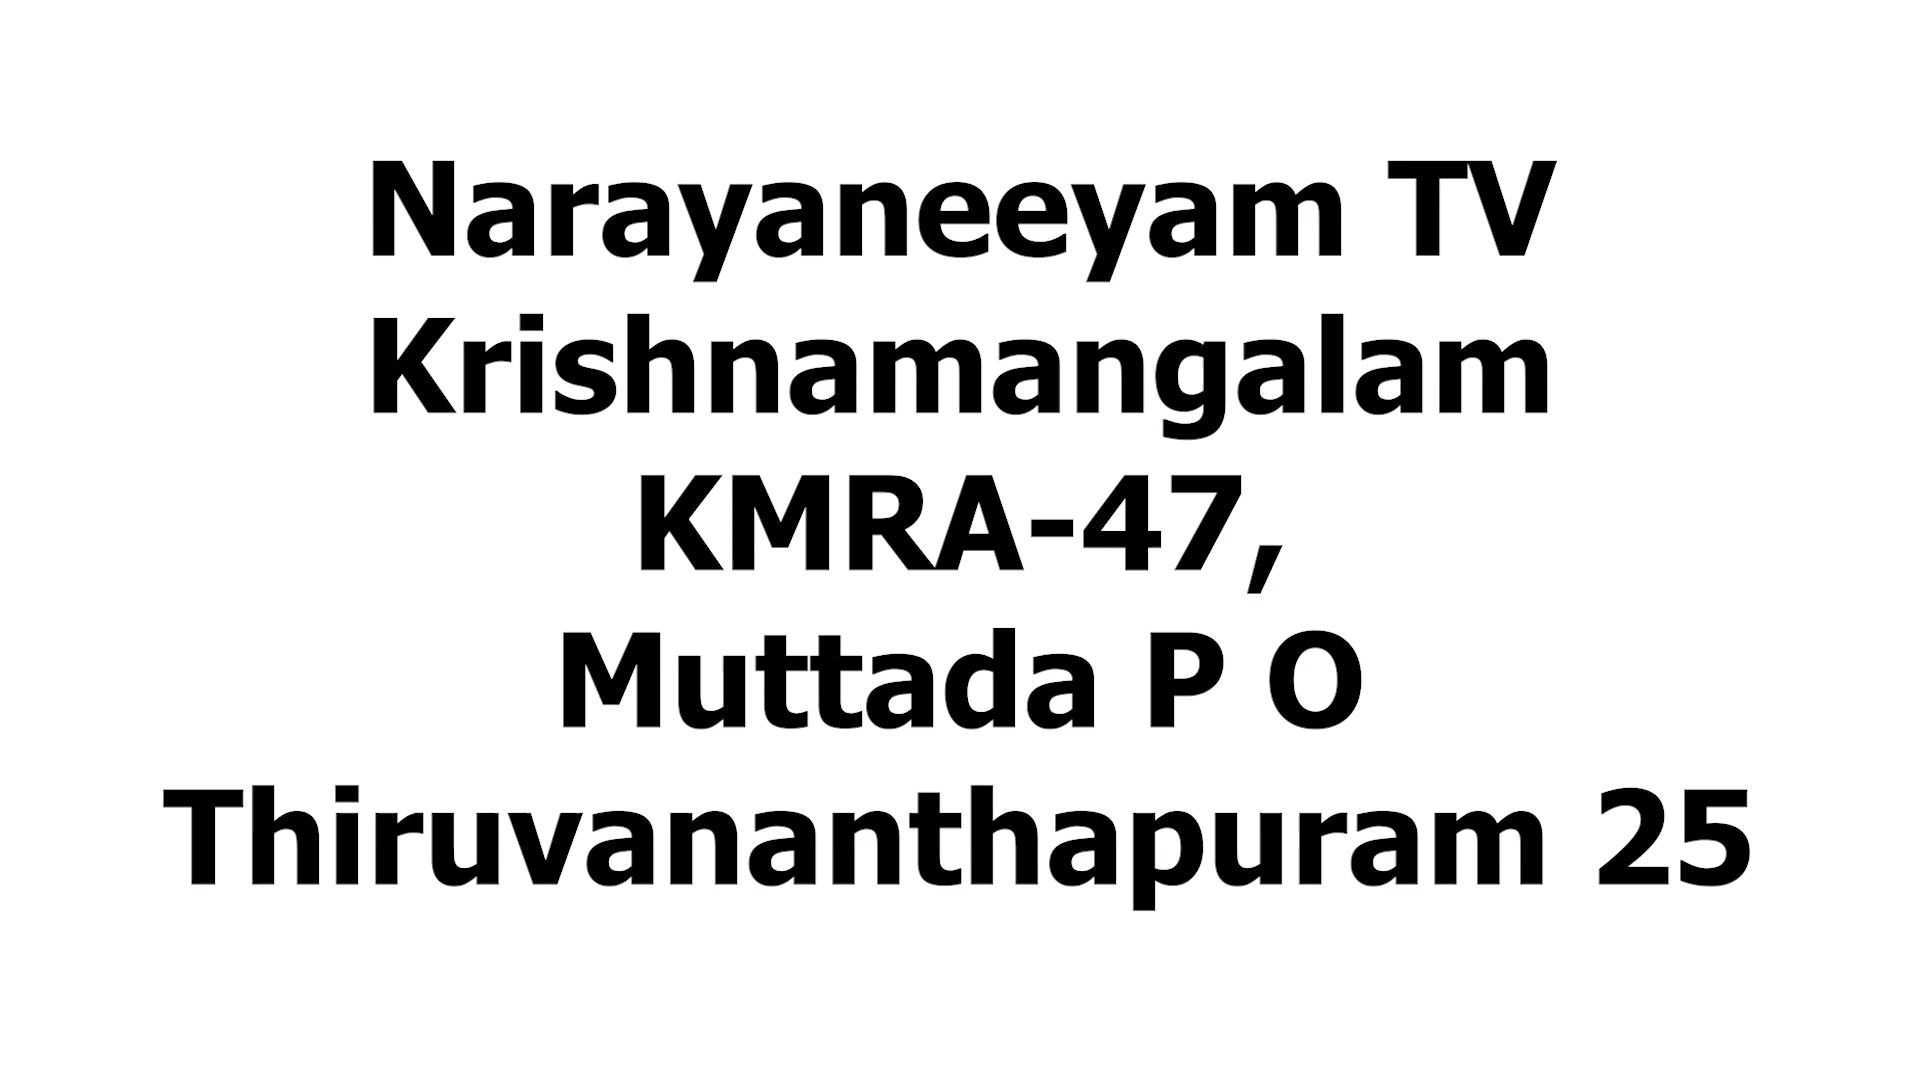 Narayaneeyam TV
Krishnamangalam
KMRA-47,
Muttada P O
Thiruvananthapuram 25